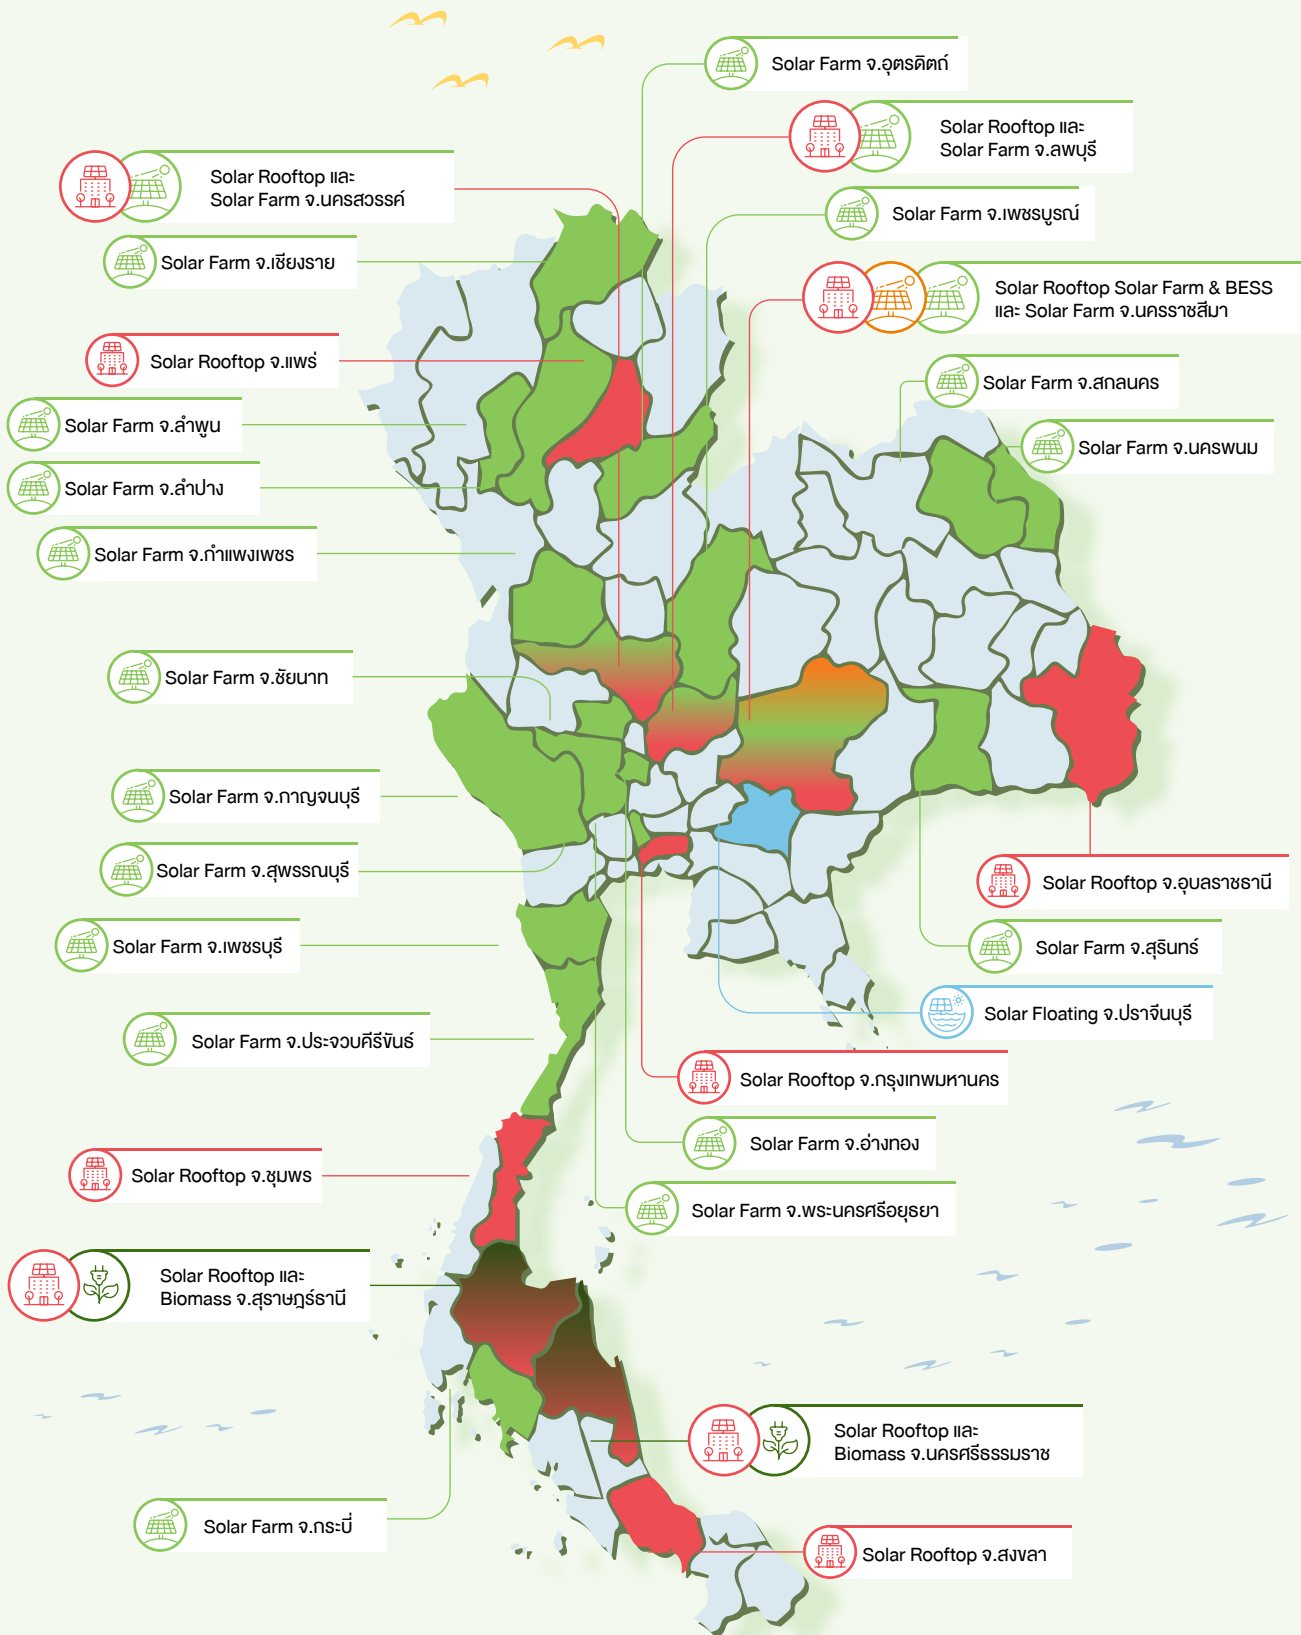 Solar Farm จ.อุตรดิตถ์
Solar Rooftop และ
Solar Farm จ.ลพบุรี
Solar Rooftop และ
Solar Farm จ.นครสวรรค์
Solar Farm จ.เพชรบูรณ์
Solar Farm จ.เชียงราย
Solar Rooftop Solar Farm & BESS
และ Solar Farm จ.นครราชสีมา
Solar Rooftop จ.แพร่
Solar Farm จ.สกลนคร
Solar Farm จ.ลำพูน
Solar Farm จ.นครพนม
Solar Farm จ.ลำปาง
Solar Farm จ.กำแพงเพชร
Solar Farm จ.ชัยนาท
Solar Farm จ.กาญจนบุรี
Solar Farm จ.สุพรรณบุรี
Solar Rooftop จ.อุบลราชธานี
Solar Farm จ.เพชรบุรี
Solar Farm จ.สุรินทร์
Solar Floating จ.ปราจีนบุรี
Solar Farm จ.ประจวบคีรีขันธ์
Solar Rooftop จ.กรุงเทพมหานคร
Solar Farm จ.อ่างทอง
Solar Rooftop จ.ชุมพร
Solar Farm จ.พระนครศรีอยุธยา
Solar Rooftop และ
Biomass จ.สุราษฎร์ธานี
Solar Rooftop และ
Biomass จ.นครศรีธรรมราช
Solar Farm จ.กระบี่
Solar Rooftop จ.สงขลา